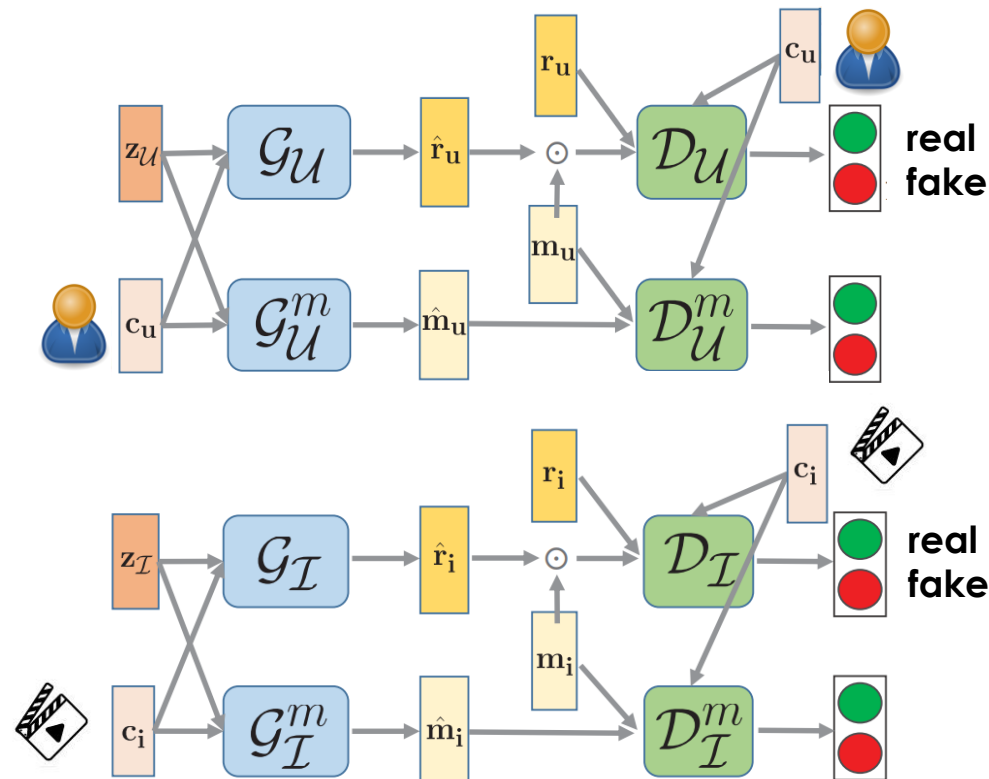 r_u
c_u
z_𝒰
𝒢_𝒰
r̂_u
⊙
𝒟_𝒰
real
fake
m_u
c_u
𝒢_𝒰^m
m̂_u
𝒟_𝒰^m
r_i
c_i
z_ℐ
𝒢_ℐ
r̂_i
⊙
𝒟_ℐ
real
fake
m_i
c_i
𝒢_ℐ^m
m̂_i
𝒟_ℐ^m